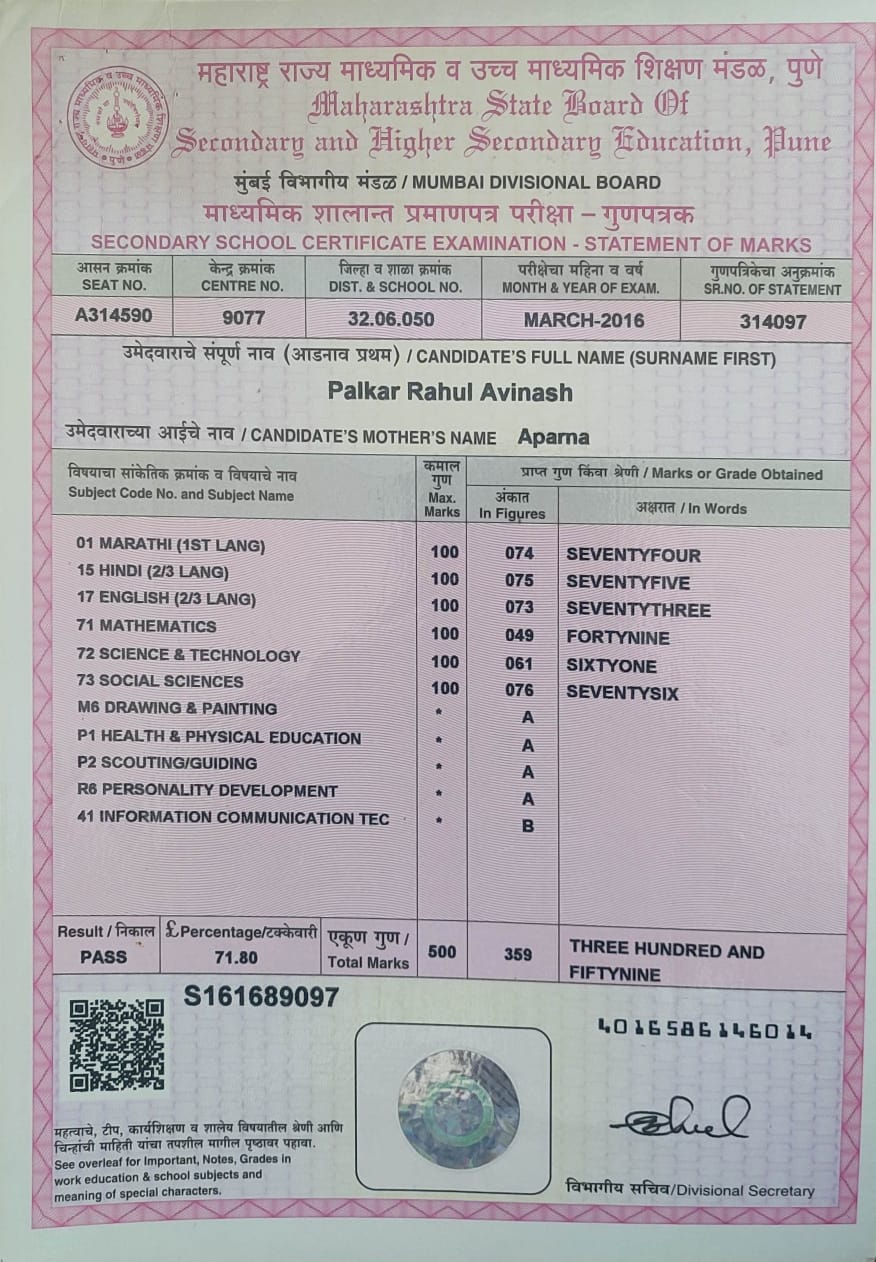 महाराष्ट्र राज्य माध्यमिक व उच्च माध्यमिक शिक्षण मंडळ, पुणे
Maharashtra State Board Of
Secondary and Higher Secondary Education, Pune
मुंबई विभागीय मंडळ / MUMBAI DIVISIONAL BOARD
माध्यमिक शालान्त प्रमाणपत्र परीक्षा – गुणपत्रक
SECONDARY SCHOOL CERTIFICATE EXAMINATION - STATEMENT OF MARKS
आसन क्रमांक केन्द्र क्रमांक जिल्हा व शाळा क्रमांक परीक्षेचा महिना व वर्ष गुणपत्रिकेचा अनुक्रमांक
SEAT NO. CENTRE NO. DIST. & SCHOOL NO. MONTH & YEAR OF EXAM. SR.NO. OF STATEMENT
A314590 9077 32.06.050 MARCH-2016 314097
उमेदवाराचे संपूर्ण नाव (आडनाव प्रथम) / CANDIDATE'S FULL NAME (SURNAME FIRST)
Palkar Rahul Avinash
उमेदवाराच्या आईचे नाव / CANDIDATE'S MOTHER'S NAME Aparna
विषयाचा सांकेतिक क्रमांक व विषयाचे नाव
Subject Code No. and Subject Name
कमाल
गुण
Max.
Marks
प्राप्त गुण किंवा श्रेणी / Marks or Grade Obtained
अंकात
In Figures
अक्षरात / In Words
01 MARATHI (1ST LANG) 100 074 SEVENTYFOUR
15 HINDI (2/3 LANG) 100 075 SEVENTYFIVE
17 ENGLISH (2/3 LANG) 100 073 SEVENTYTHREE
71 MATHEMATICS 100 049 FORTYNINE
72 SCIENCE & TECHNOLOGY 100 061 SIXTYONE
73 SOCIAL SCIENCES 100 076 SEVENTYSIX
M6 DRAWING & PAINTING * A
P1 HEALTH & PHYSICAL EDUCATION * A
P2 SCOUTING/GUIDING * A
R6 PERSONALITY DEVELOPMENT * A
41 INFORMATION COMMUNICATION TEC * B
Result / निकाल £Percentage/टक्केवारी एकूण गुण /
PASS 71.80 Total Marks 500 359 THREE HUNDRED AND
FIFTYNINE
S161689097
4016586146014
महत्वाचे, टीप, कार्यशिक्षण व शालेय विषयातील श्रेणी आणि
चिन्हांची माहिती यांचा तपशील मागील पृष्ठावर पहावा.
See overleaf for Important, Notes, Grades in
work education & school subjects and
meaning of special characters.
विभागीय सचिव/Divisional Secretary